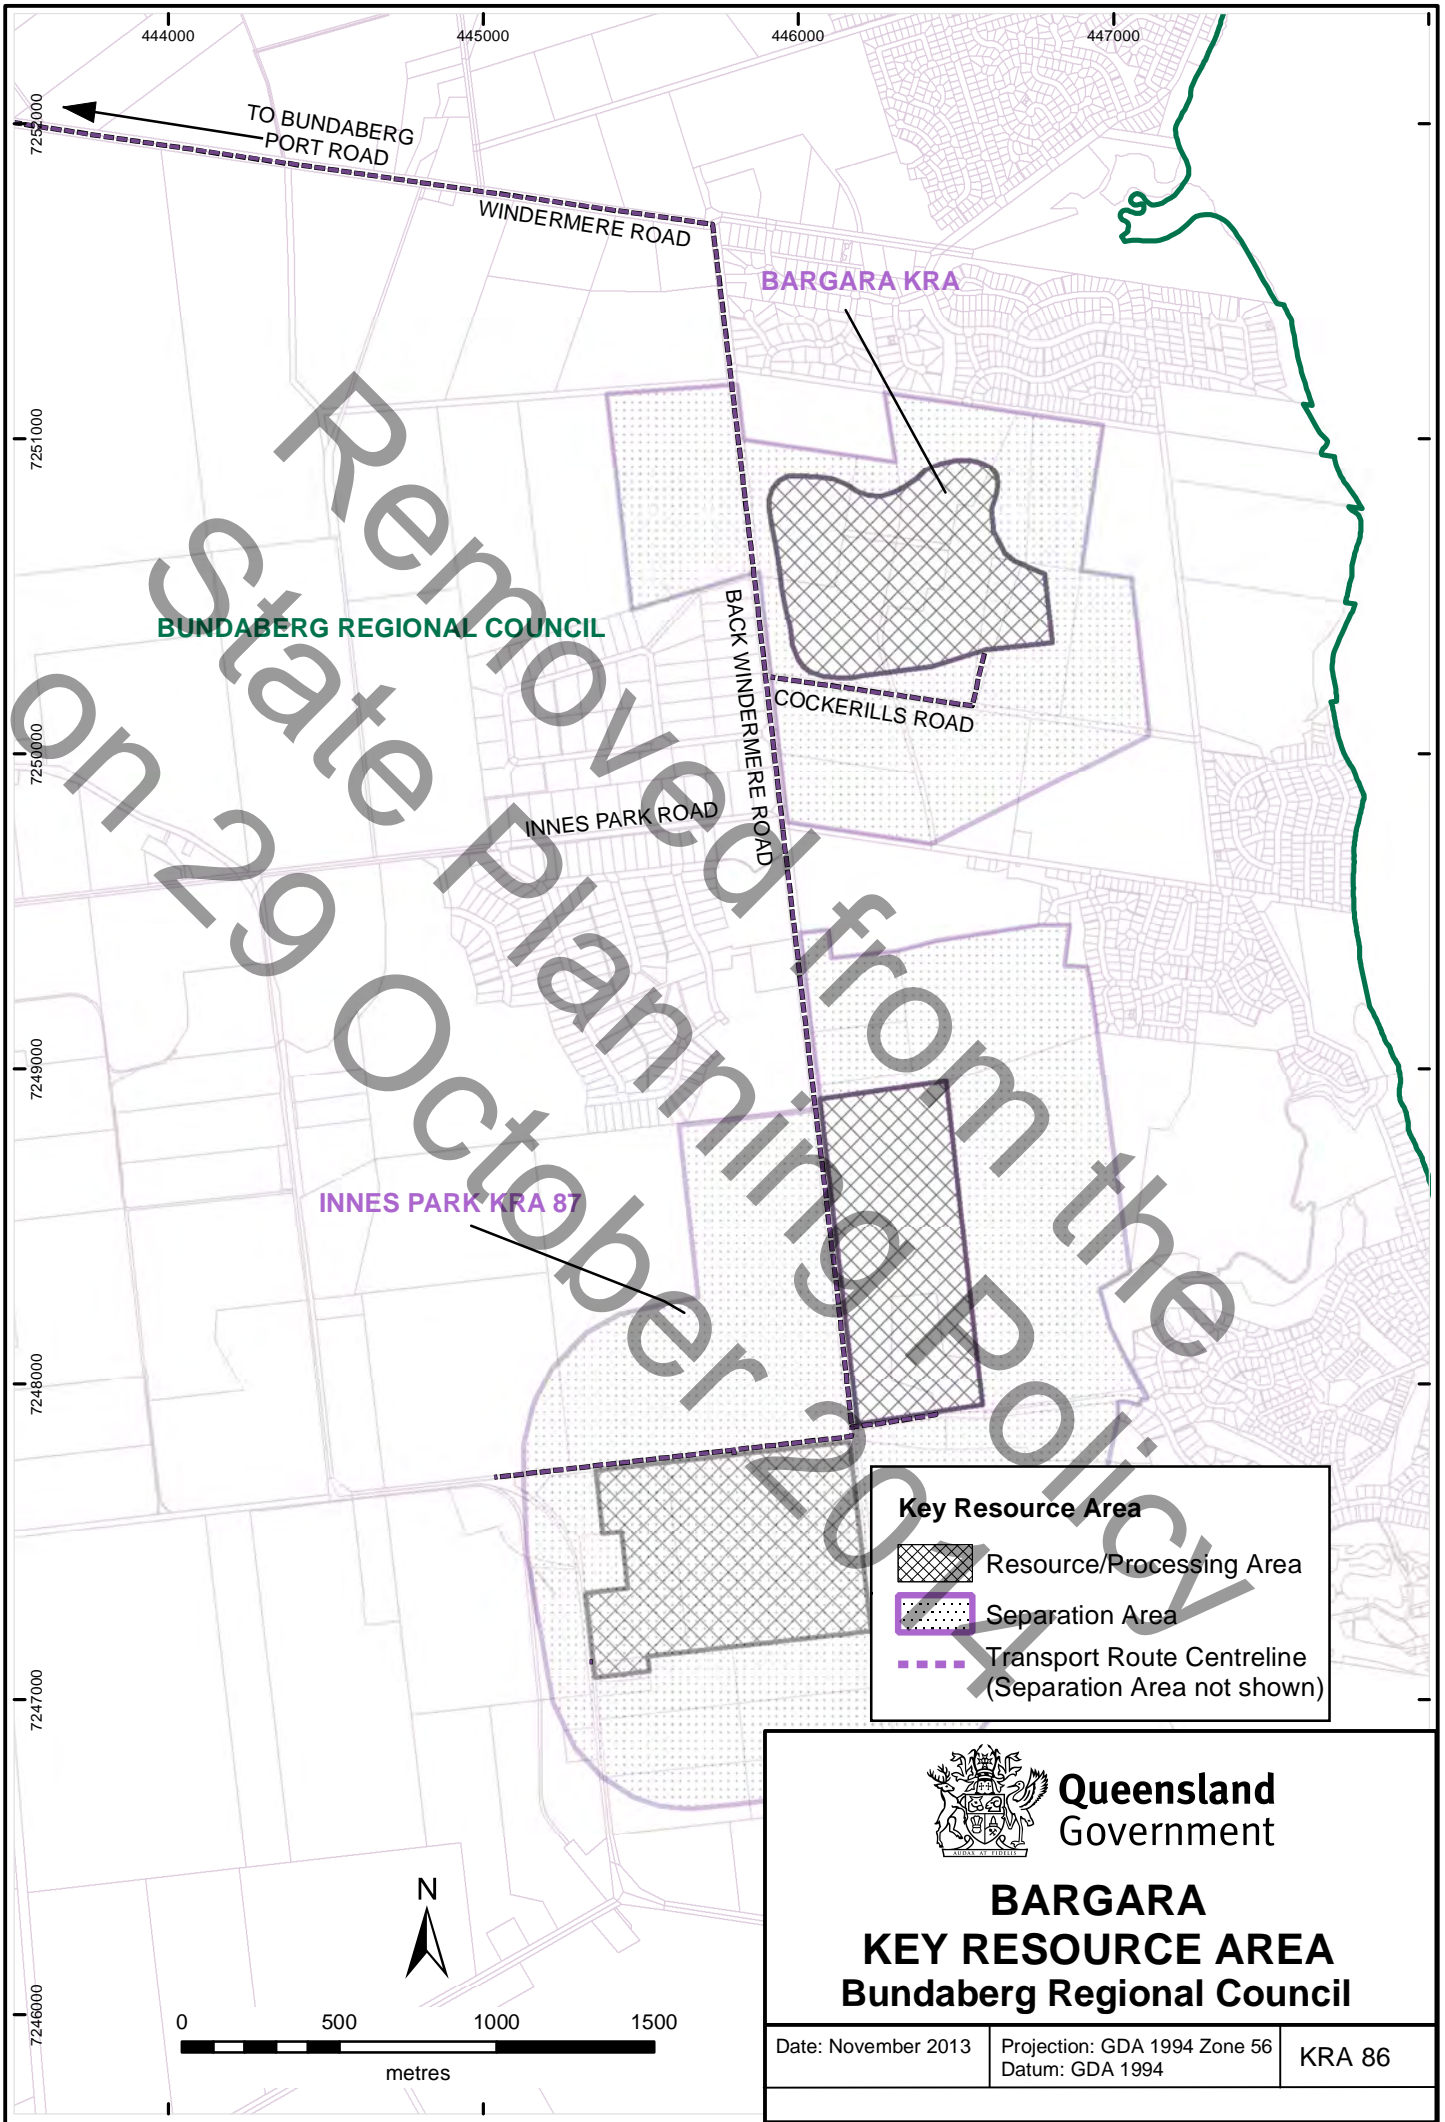 444000
445000
446000
447000
7252000
7251000
7250000
7249000
7248000
7247000
7246000
TO BUNDABERG
PORT ROAD
WINDERMERE ROAD
BARGARA KRA
BUNDABERG REGIONAL COUNCIL
BACK WINDERMERE ROAD
COCKERILLS ROAD
INNES PARK ROAD
INNES PARK KRA 87
Removed from the
State Planning Policy
on 29 October 2014
Key Resource Area
Resource/Processing Area
Separation Area
Transport Route Centreline
(Separation Area not shown)
N
0 500 1000 1500
metres
AUDAX AT FIDELIS
Queensland
Government
BARGARA
KEY RESOURCE AREA
Bundaberg Regional Council
Date: November 2013
Projection: GDA 1994 Zone 56
Datum: GDA 1994
KRA 86